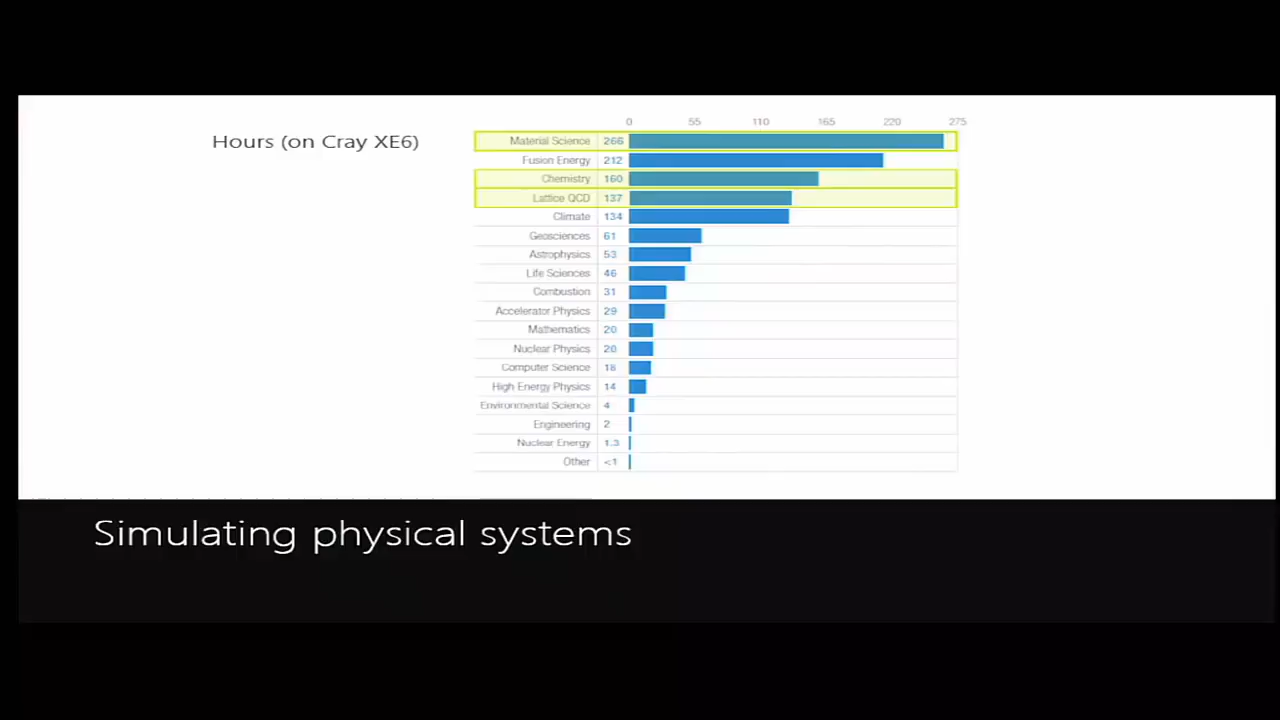 Hours (on Cray XE6)
0 55 110 165 220 275
Material Science 266
Fusion Energy 212
Chemistry 160
Lattice QCD 137
Climate 134
Geosciences 61
Astrophysics 53
Life Sciences 46
Combustion 31
Accelerator Physics 29
Mathematics 20
Nuclear Physics 20
Computer Science 18
High Energy Physics 14
Environmental Science 4
Engineering 2
Nuclear Energy 1.3
Other <1
Simulating physical systems